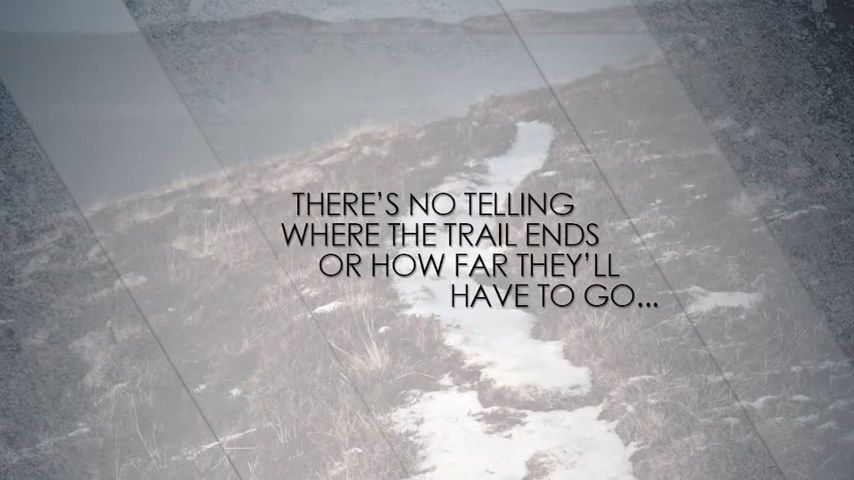 THERE'S NO TELLING
WHERE THE TRAIL ENDS
OR HOW FAR THEY'LL
HAVE TO GO...